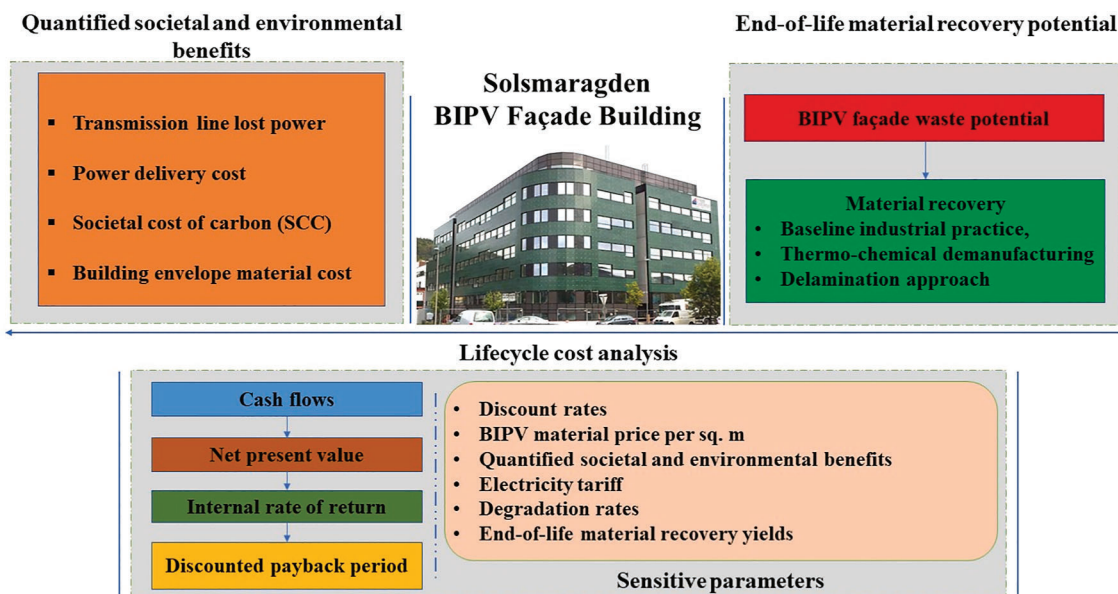 Quantified societal and environmental
benefits
▪ Transmission line lost power
▪ Power delivery cost
▪ Societal cost of carbon (SCC)
▪ Building envelope material cost
Solsmaragden
BIPV Façade Building
End-of-life material recovery potential
BIPV façade waste potential
Material recovery
• Baseline industrial practice,
• Thermo-chemical demanufacturing
• Delamination approach
Lifecycle cost analysis
Cash flows
Net present value
Internal rate of return
Discounted payback period
• Discount rates
• BIPV material price per sq. m
• Quantified societal and environmental benefits
• Electricity tariff
• Degradation rates
• End-of-life material recovery yields
Sensitive parameters